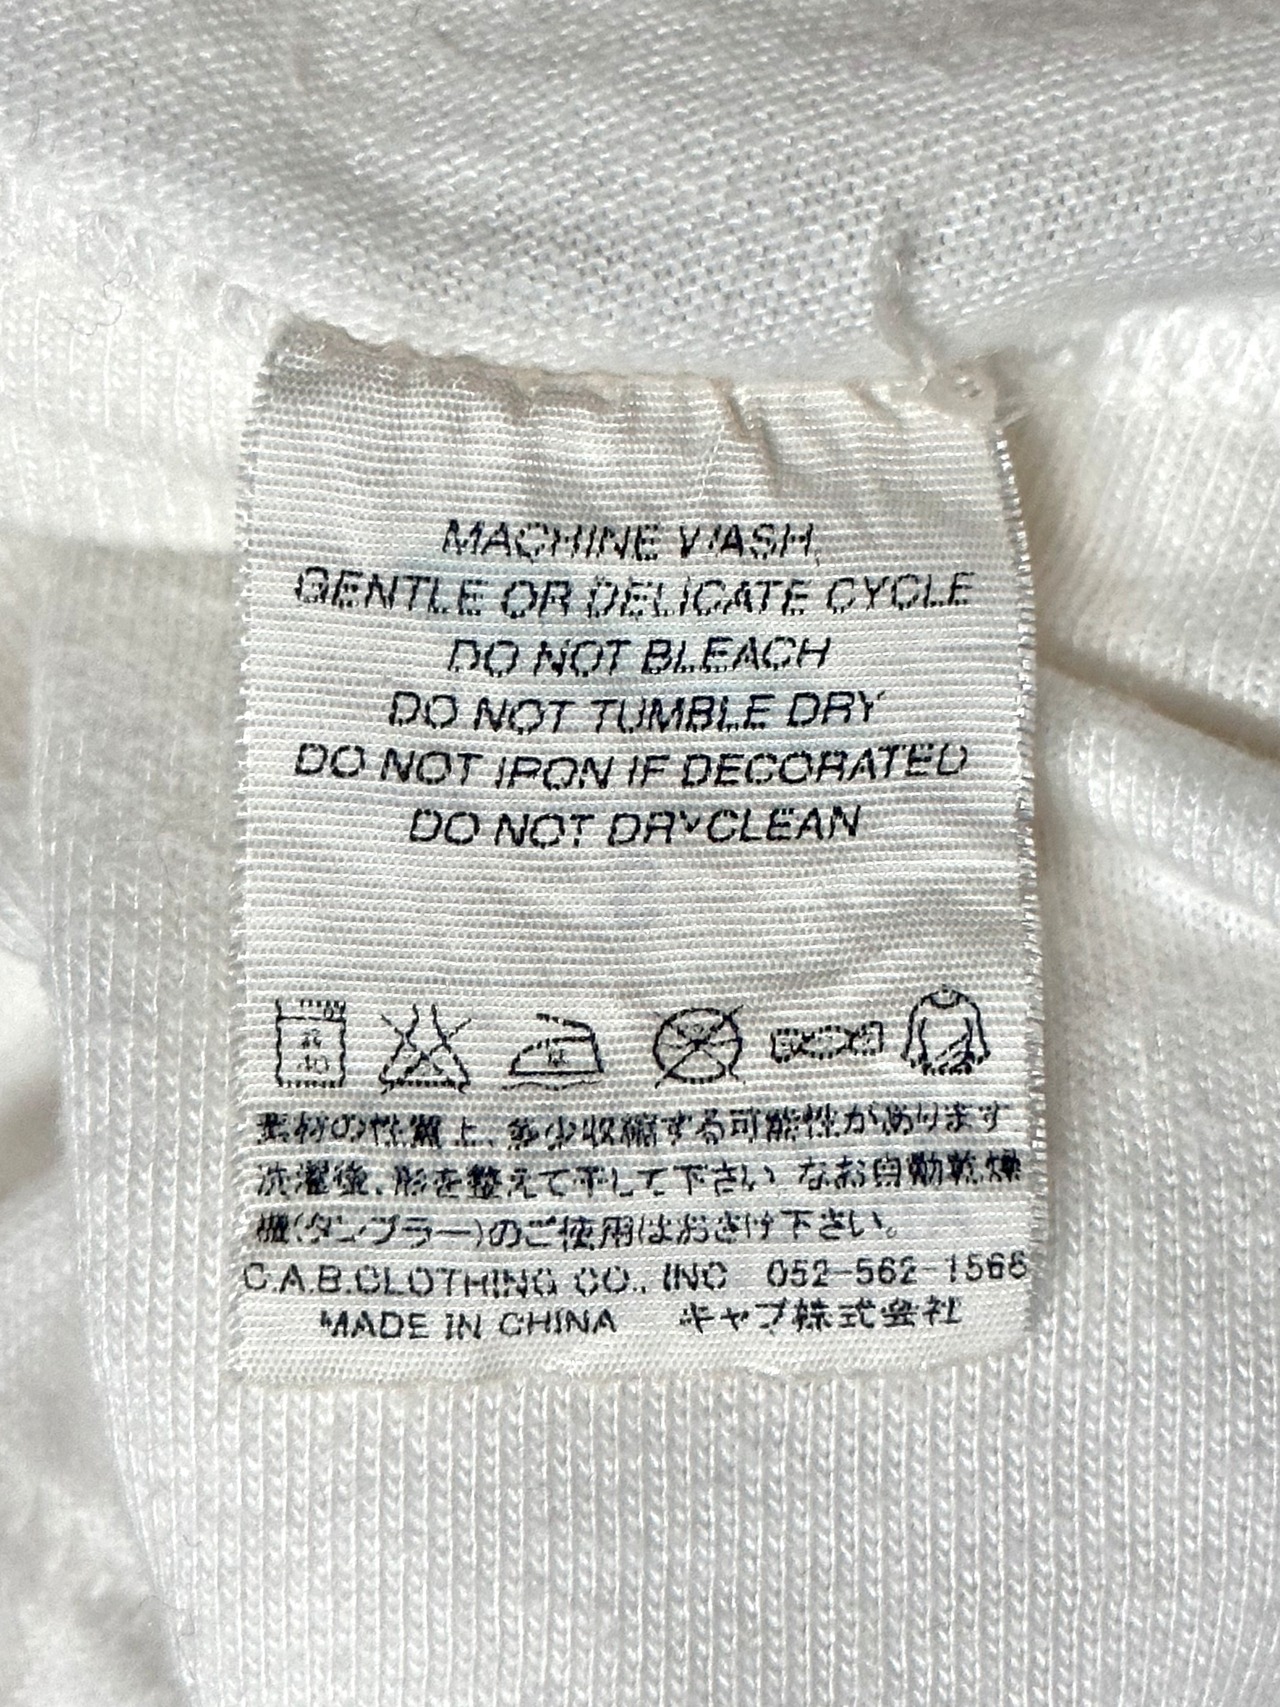 MACHINE WASH,
GENTLE OR DELICATE CYCLE
DO NOT BLEACH
DO NOT TUMBLE DRY
DO NOT IRON IF DECORATED
DO NOT DRYCLEAN
40
素材の性質上、多少収縮する可能性があります
洗濯後、形を整えて干して下さい なお自動乾燥
機(タンブラー)のご使用はおさけ下さい。
C.A.B.CLOTHING CO., INC 052-562-1566
MADE IN CHINA キャブ株式会社